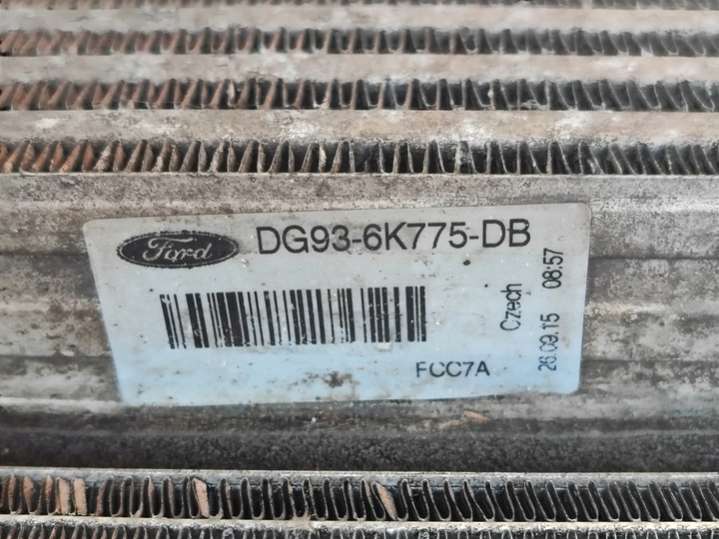 Ford DG93-6K775-DB
FCC7A
Czech
26.09.15 08:57